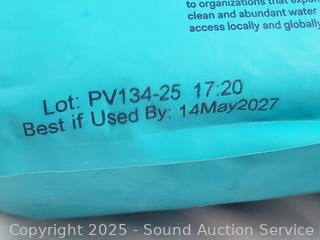 to organizations that expan
clean and abundant water
access locally and globally
Lot: PV134-25 17:20
Best if Used By: 14May2027
Copyright 2025 - Sound Auction Service